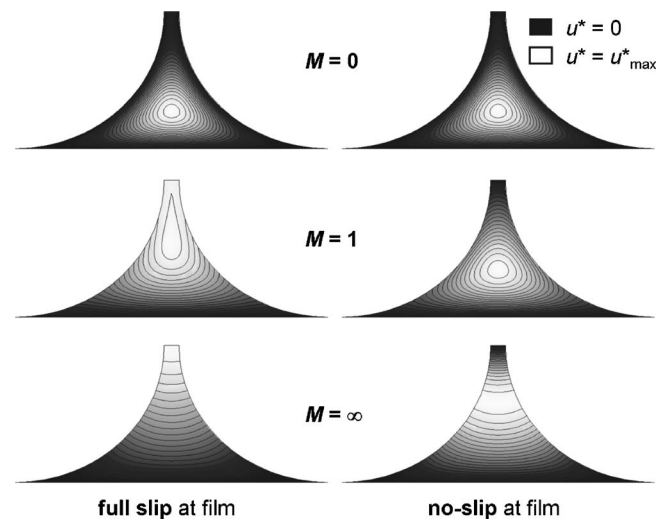 u* = 0
u* = u*max
M = 0
M = 1
M = ∞
full slip at film
no-slip at film